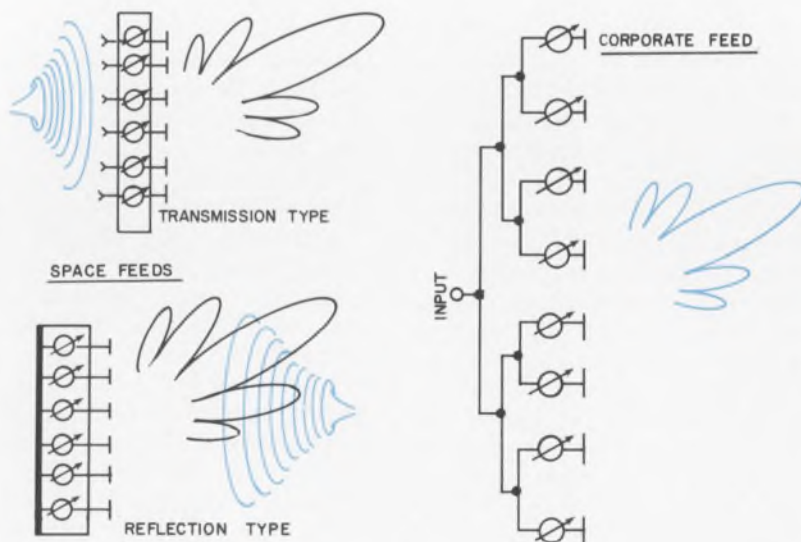 TRANSMISSION TYPE
SPACE FEEDS
REFLECTION TYPE
CORPORATE FEED
INPUT